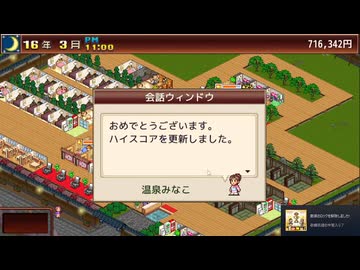 16年 3月 PM 11:00
716,342円
会話ウィンドウ
おめでとうございます。
ハイスコアを更新しました。
温泉みなこ